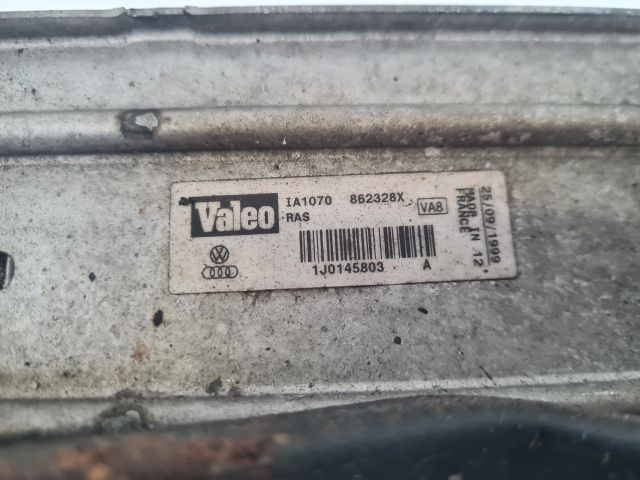 Valeo
IA1070 862328X
RAS
VA8
1J0145803 A
25/09/1999
MADE IN 12
FRANCE